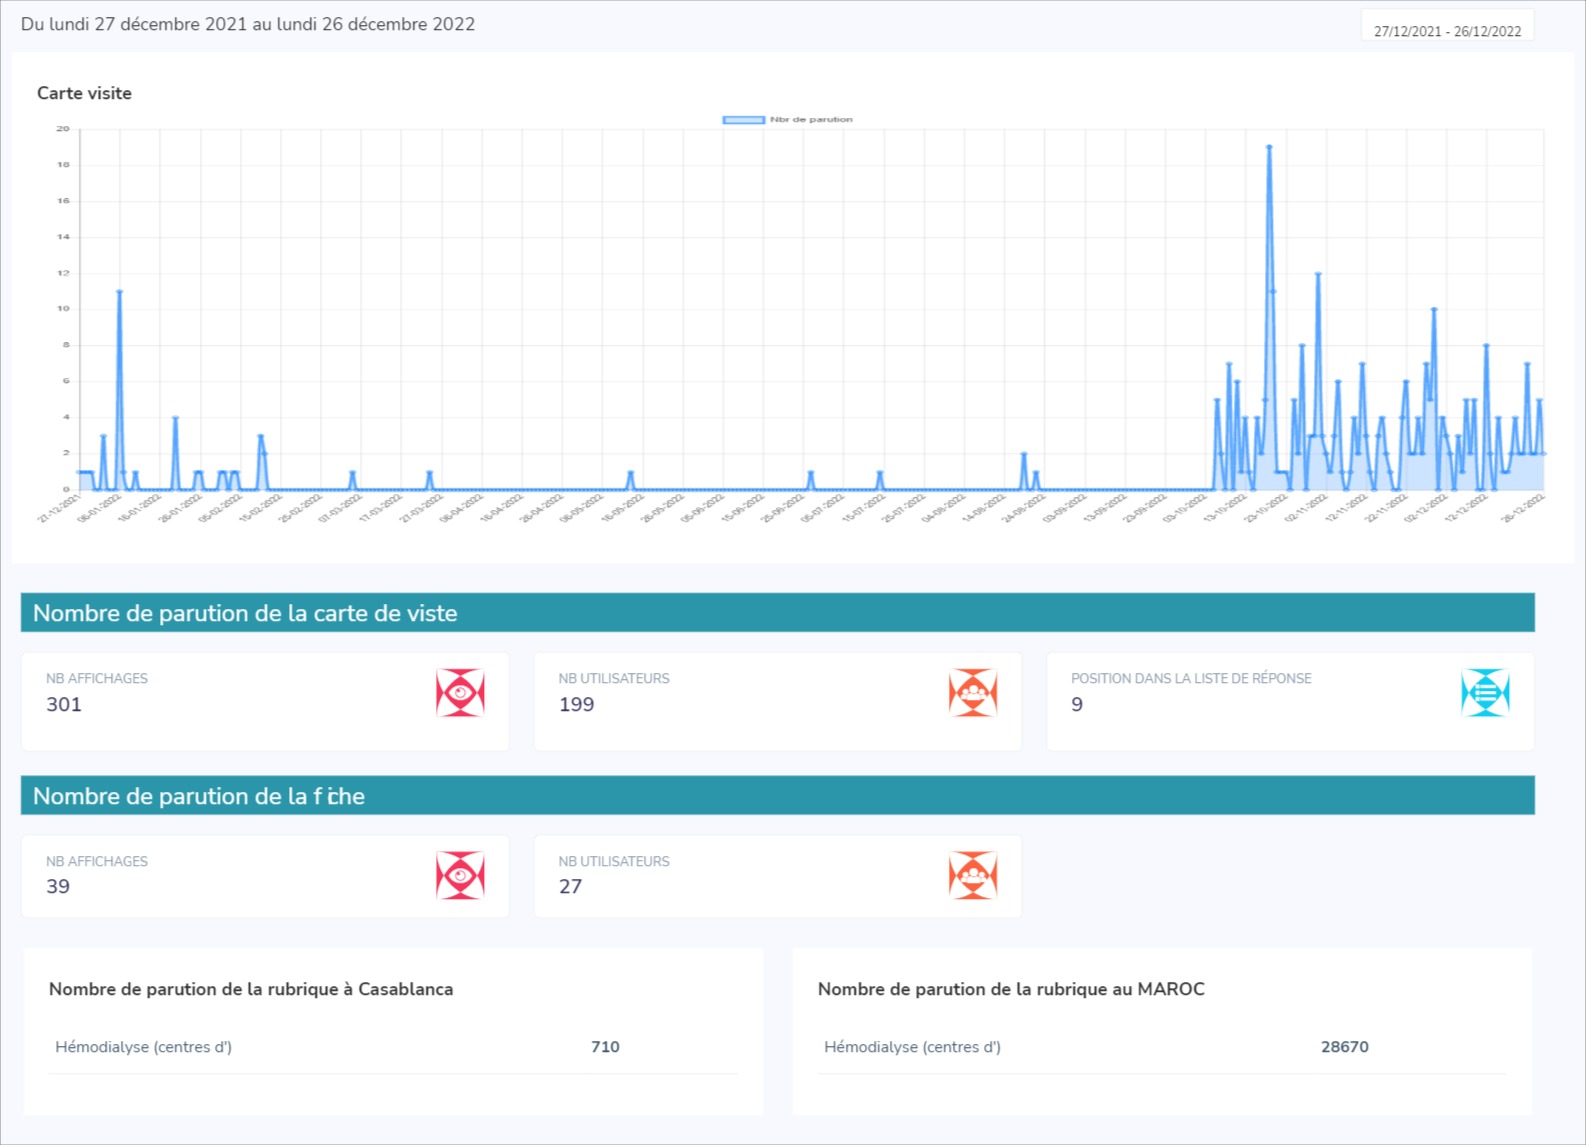 Du lundi 27 décembre 2021 au lundi 26 décembre 2022
27/12/2021 - 26/12/2022
Carte visite
Nbr de parution
20
18
16
14
12
10
8
6
4
2
0
27-12-2021 06-01-2022 16-01-2022 26-01-2022 05-02-2022 15-02-2022 25-02-2022 07-03-2022 17-03-2022 27-03-2022 06-04-2022 16-04-2022 26-04-2022 06-05-2022 16-05-2022 26-05-2022 05-06-2022 15-06-2022 25-06-2022 05-07-2022 15-07-2022 25-07-2022 04-08-2022 14-08-2022 24-08-2022 03-09-2022 13-09-2022 23-09-2022 03-10-2022 13-10-2022 23-10-2022 02-11-2022 12-11-2022 22-11-2022 02-12-2022 12-12-2022 26-12-2022
Nombre de parution de la carte de viste
NB AFFICHAGES
301
NB UTILISATEURS
199
POSITION DANS LA LISTE DE RÉPONSE
9
Nombre de parution de la fiche
NB AFFICHAGES
39
NB UTILISATEURS
27
Nombre de parution de la rubrique à Casablanca
Hémodialyse (centres d') 710
Nombre de parution de la rubrique au MAROC
Hémodialyse (centres d') 28670